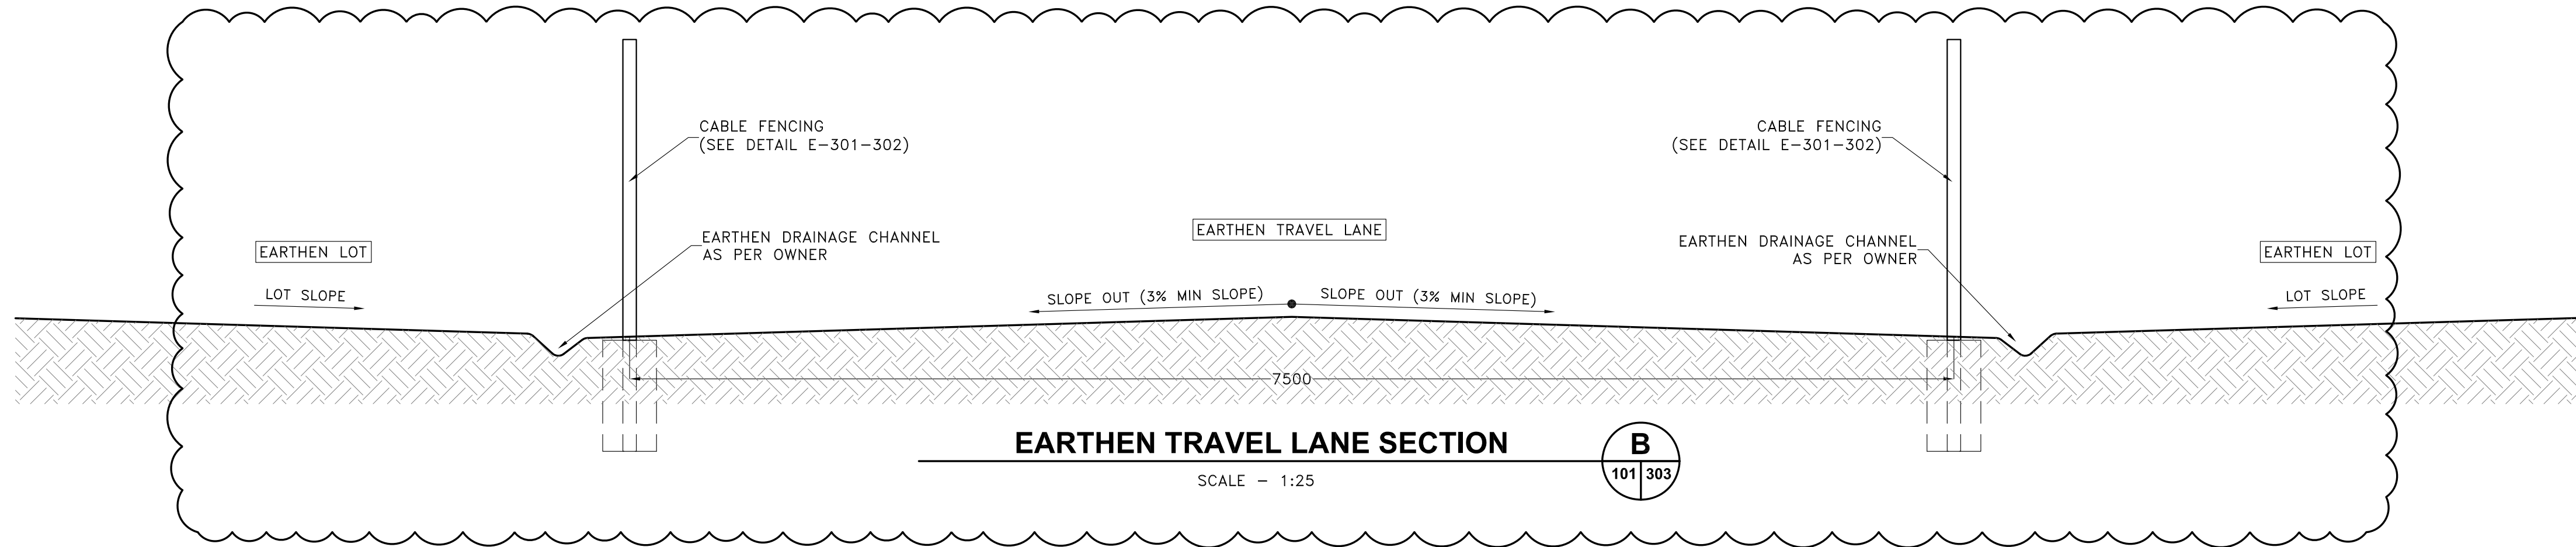 CABLE FENCING
(SEE DETAIL E-301-302)
CABLE FENCING
(SEE DETAIL E-301-302)
EARTHEN TRAVEL LANE
EARTHEN DRAINAGE CHANNEL
AS PER OWNER
EARTHEN DRAINAGE CHANNEL
AS PER OWNER
EARTHEN LOT
EARTHEN LOT
LOT SLOPE
SLOPE OUT (3% MIN SLOPE)
SLOPE OUT (3% MIN SLOPE)
LOT SLOPE
7500
EARTHEN TRAVEL LANE SECTION
SCALE - 1:25
B
101 303